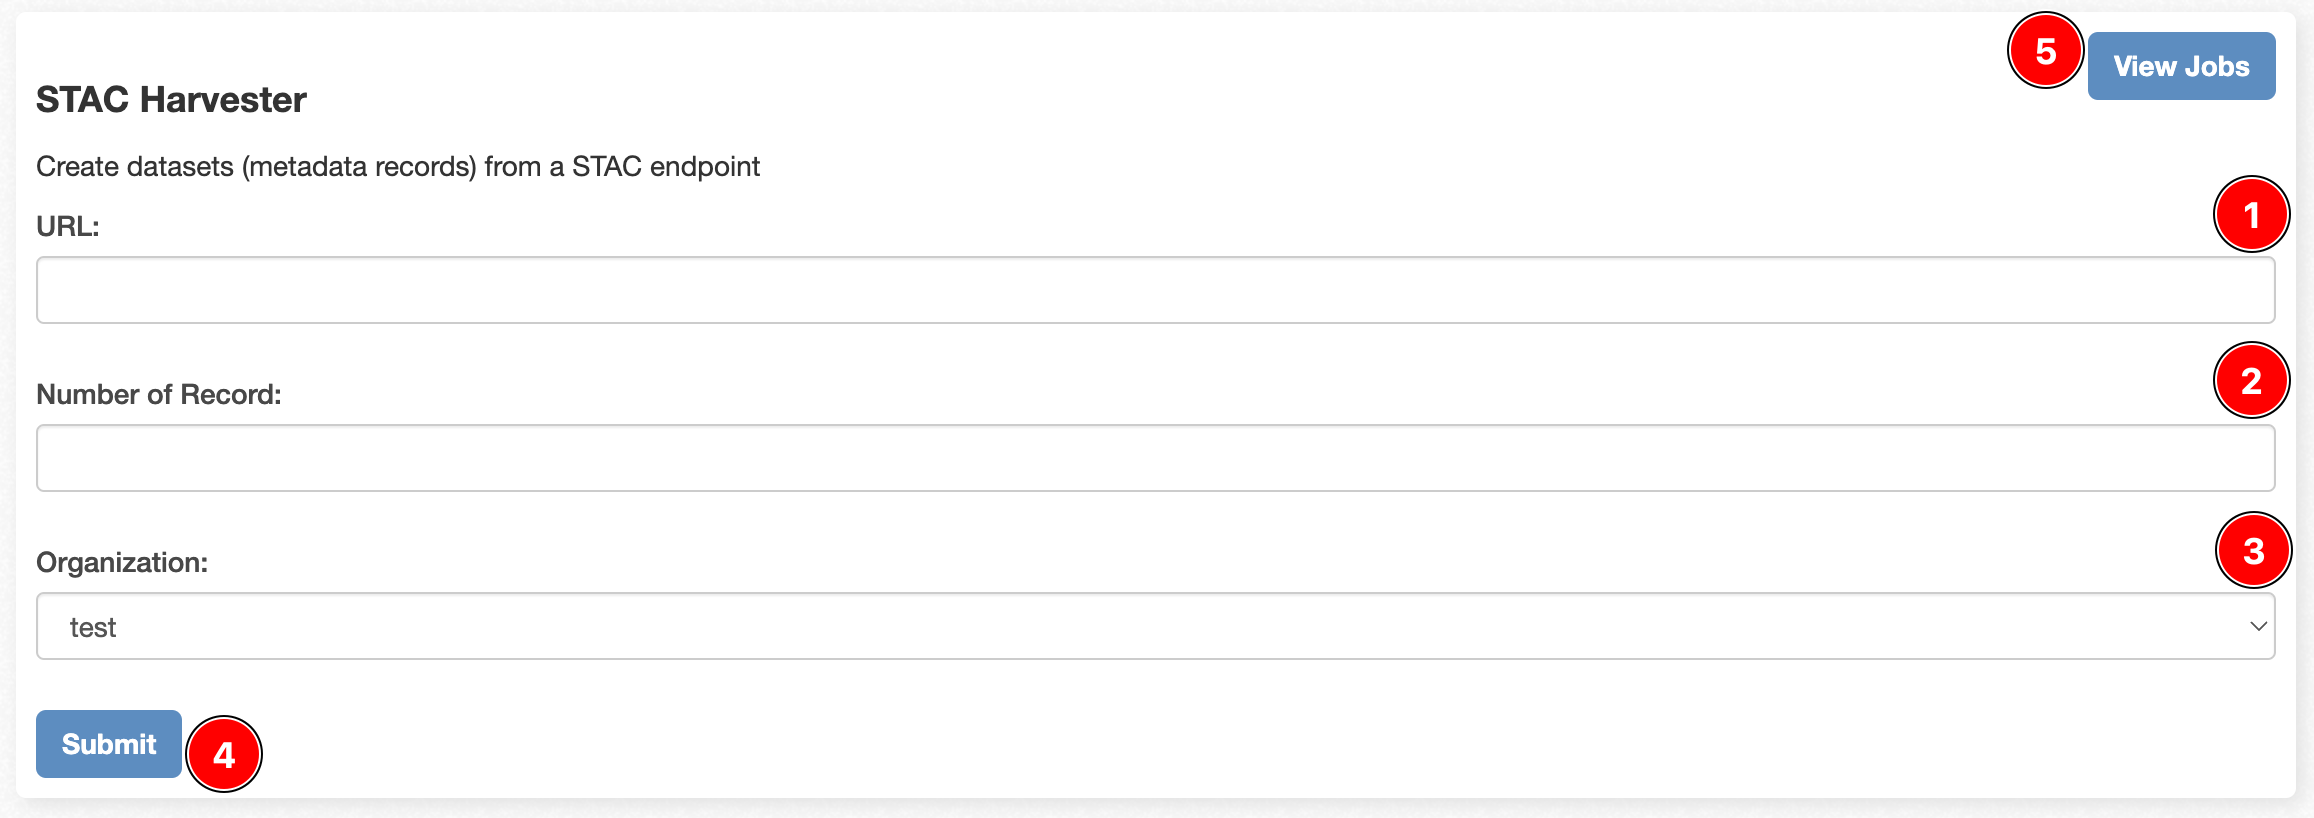 5
View Jobs
STAC Harvester
Create datasets (metadata records) from a STAC endpoint
1
URL:
2
Number of Record:
3
Organization:
test
Submit
4